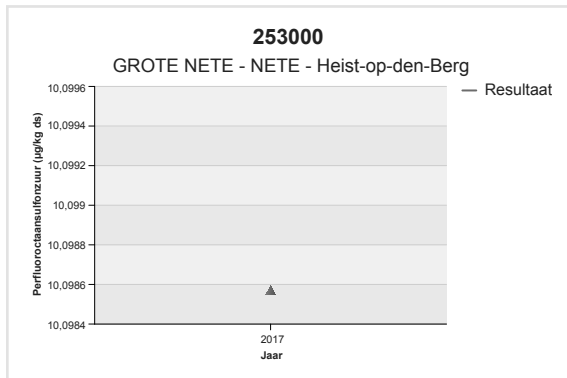 253000
GROTE NETE - NETE - Heist-op-den-Berg
Resultaat
Perfluoroctaansulfonzuur (µg/kg ds)
10,0996
10,0994
10,0992
10,099
10,0988
10,0986
10,0984
2017
Jaar